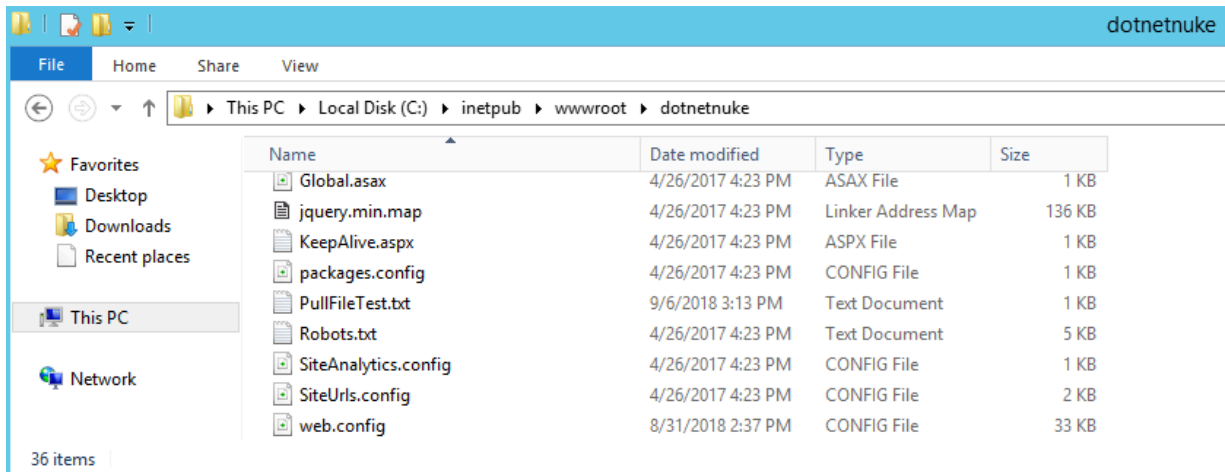 dotnetnuke
File Home Share View
This PC Local Disk (C:) inetpub wwwroot dotnetnuke
Favorites
Desktop
Downloads
Recent places
This PC
Network
Name Date modified Type Size
Global.asax 4/26/2017 4:23 PM ASAX File 1 KB
jquery.min.map 4/26/2017 4:23 PM Linker Address Map 136 KB
KeepAlive.aspx 4/26/2017 4:23 PM ASPX File 1 KB
packages.config 4/26/2017 4:23 PM CONFIG File 1 KB
PullFileTest.txt 9/6/2018 3:13 PM Text Document 1 KB
Robots.txt 4/26/2017 4:23 PM Text Document 5 KB
SiteAnalytics.config 4/26/2017 4:23 PM CONFIG File 1 KB
SiteUrls.config 4/26/2017 4:23 PM CONFIG File 2 KB
web.config 8/31/2018 2:37 PM CONFIG File 33 KB
36 items